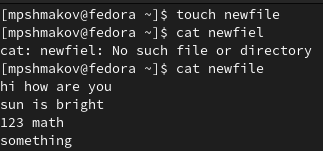 [mpshmakov@fedora ~]$ touch newfile
[mpshmakov@fedora ~]$ cat newfiel
cat: newfiel: No such file or directory
[mpshmakov@fedora ~]$ cat newfile
hi how are you
sun is bright
123 math
something